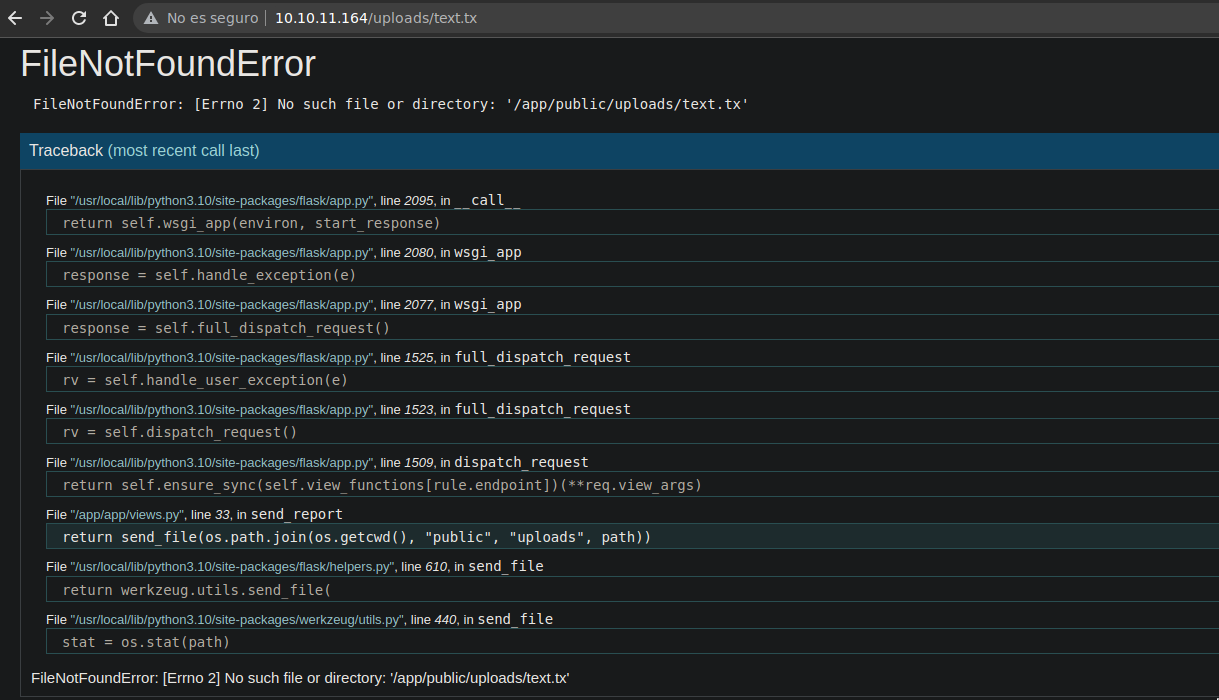 No es seguro 10.10.11.164/uploads/text.tx
FileNotFoundError
FileNotFoundError: [Errno 2] No such file or directory: '/app/public/uploads/text.tx'
Traceback (most recent call last)
File "/usr/local/lib/python3.10/site-packages/flask/app.py", line 2095, in __call__
return self.wsgi_app(environ, start_response)
File "/usr/local/lib/python3.10/site-packages/flask/app.py", line 2080, in wsgi_app
response = self.handle_exception(e)
File "/usr/local/lib/python3.10/site-packages/flask/app.py", line 2077, in wsgi_app
response = self.full_dispatch_request()
File "/usr/local/lib/python3.10/site-packages/flask/app.py", line 1525, in full_dispatch_request
rv = self.handle_user_exception(e)
File "/usr/local/lib/python3.10/site-packages/flask/app.py", line 1523, in full_dispatch_request
rv = self.dispatch_request()
File "/usr/local/lib/python3.10/site-packages/flask/app.py", line 1509, in dispatch_request
return self.ensure_sync(self.view_functions[rule.endpoint])(**req.view_args)
File "/app/app/views.py", line 33, in send_report
return send_file(os.path.join(os.getcwd(), "public", "uploads", path))
File "/usr/local/lib/python3.10/site-packages/flask/helpers.py", line 610, in send_file
return werkzeug.utils.send_file(
File "/usr/local/lib/python3.10/site-packages/werkzeug/utils.py", line 440, in send_file
stat = os.stat(path)
FileNotFoundError: [Errno 2] No such file or directory: '/app/public/uploads/text.tx'